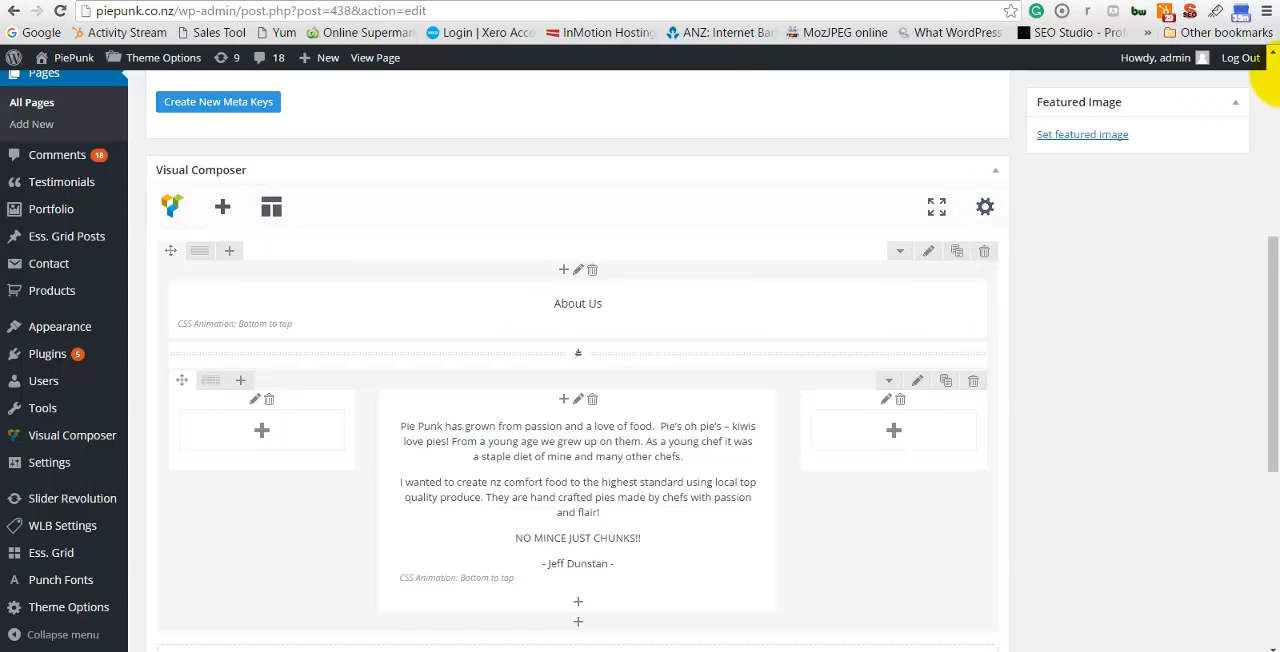 piepunk.co.nz/wp-admin/post.php?post=438&action=edit
Google Activity Stream Sales Tool Yum Online Supermar Login | Xero Acco InMotion Hosting ANZ: Internet Ban MozJPEG online What WordPress SEO Studio - Prof » Other bookmarks
PiePunk Theme Options 9 18 New View Page Howdy, admin Log Out
Pages
All Pages
Add New
Comments 18
Testimonials
Portfolio
Ess. Grid Posts
Contact
Products
Appearance
Plugins 5
Users
Tools
Visual Composer
Settings
Slider Revolution
WLB Settings
Ess. Grid
Punch Fonts
Theme Options
Collapse menu
Create New Meta Keys
Visual Composer
About Us
CSS Animation: Bottom to top
Pie Punk has grown from passion and a love of food. Pie's oh pie's – kiwis
love pies! From a young age we grew up on them. As a young chef it was
a staple diet of mine and many other chefs.
I wanted to create nz comfort food to the highest standard using local top
quality produce. They are hand crafted pies made by chefs with passion
and flair!
NO MINCE JUST CHUNKS!!
- Jeff Dunstan -
CSS Animation: Bottom to top
Featured Image
Set featured image